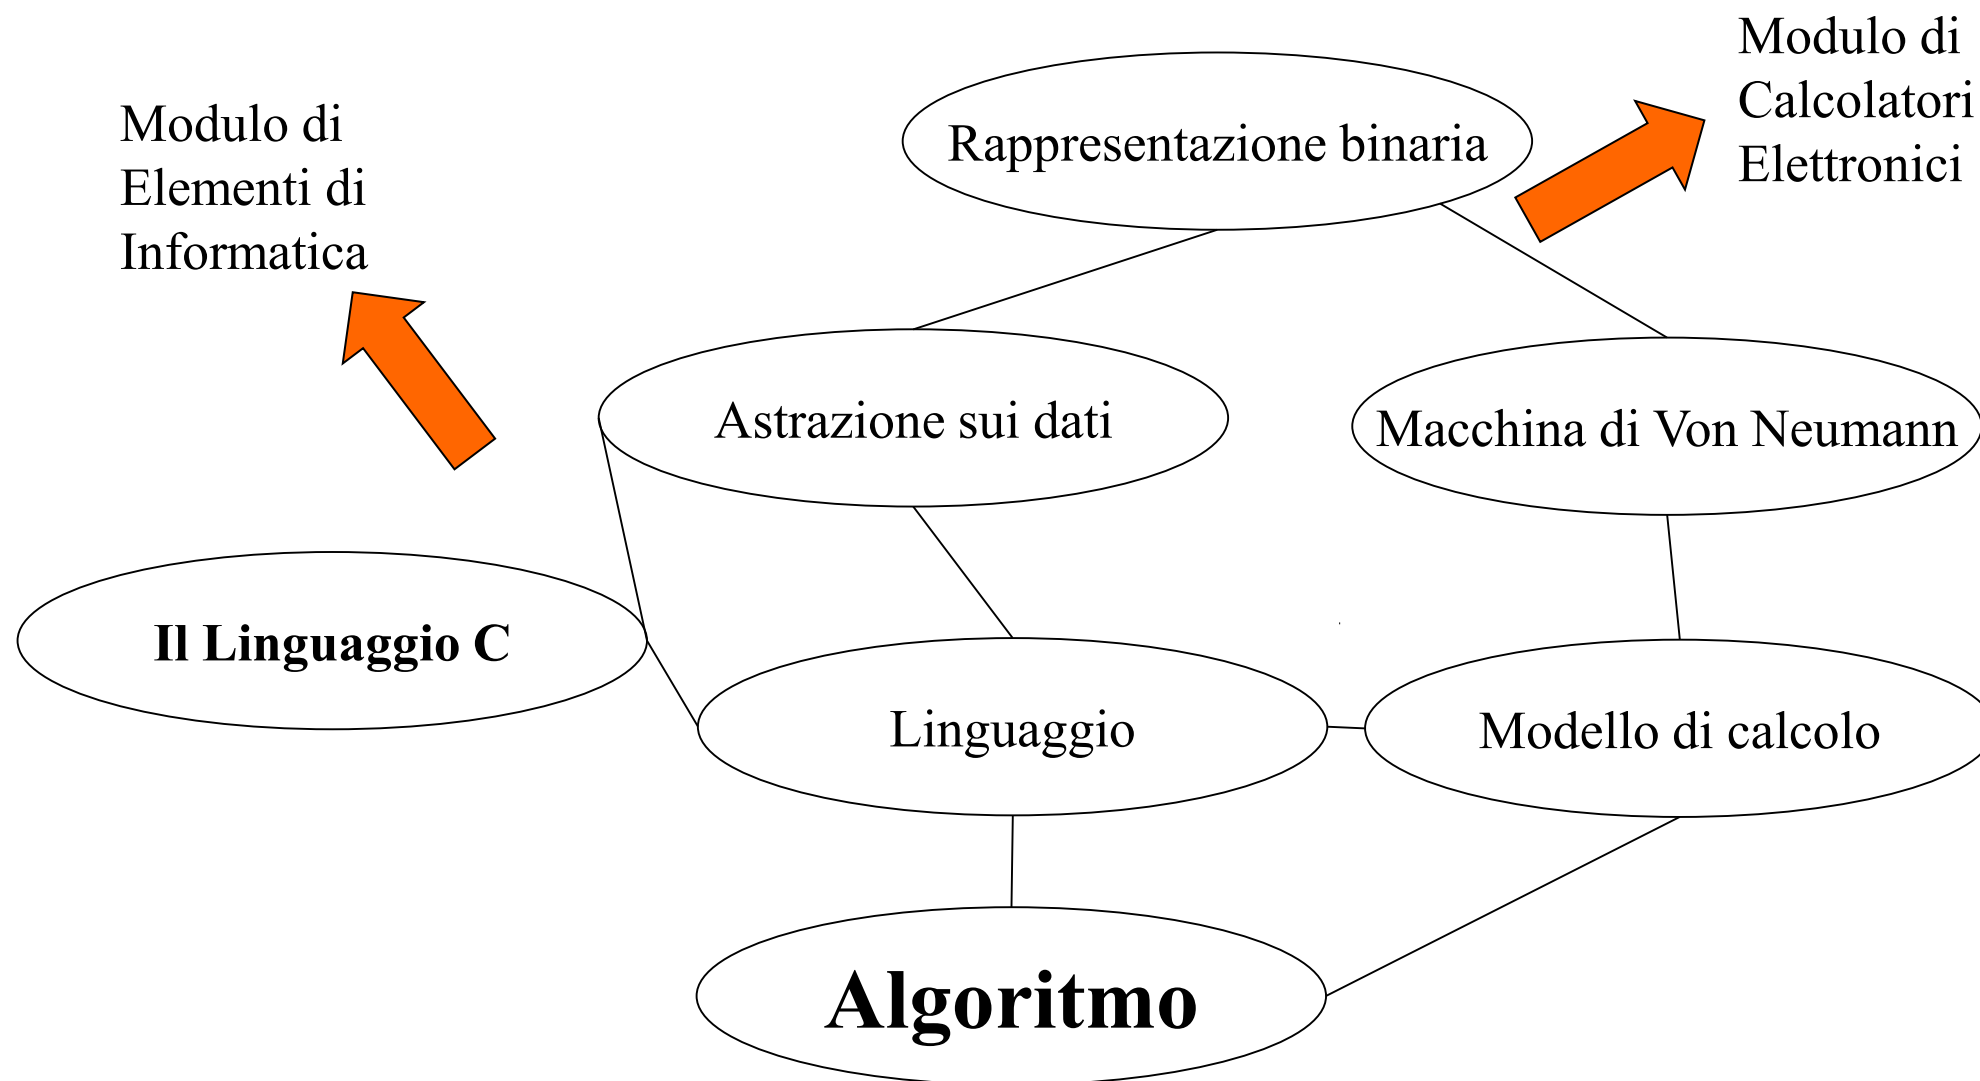 Modulo di
Calcolatori
Elettronici
Modulo di
Elementi di
Informatica
Rappresentazione binaria
Astrazione sui dati
Macchina di Von Neumann
Il Linguaggio C
Linguaggio
Modello di calcolo
Algoritmo